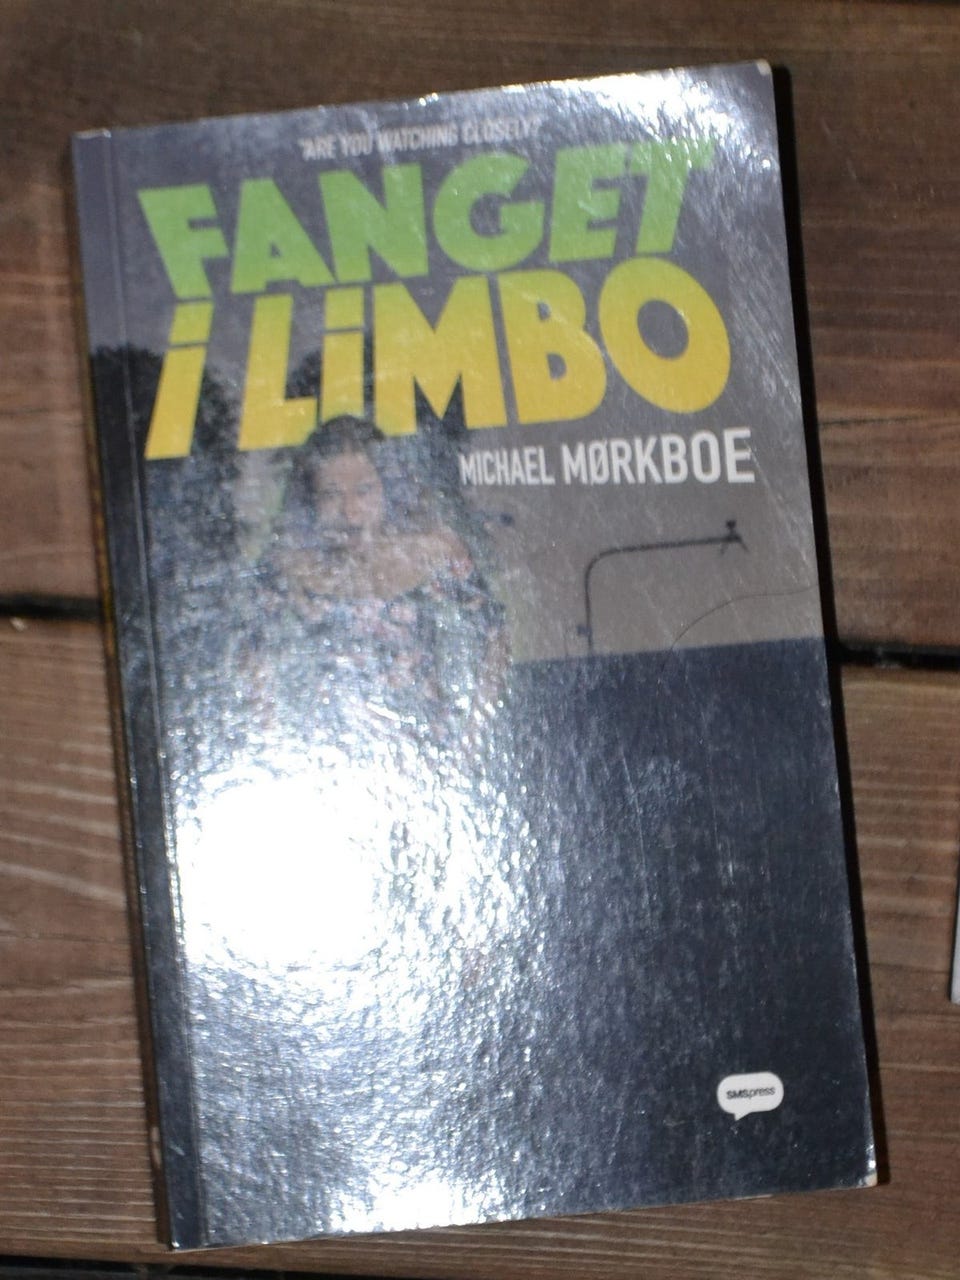 "ARE YOU WATCHING CLOSELY?"
FANGET
i LiMBO
MICHAEL MØRKBOE
SMSpress